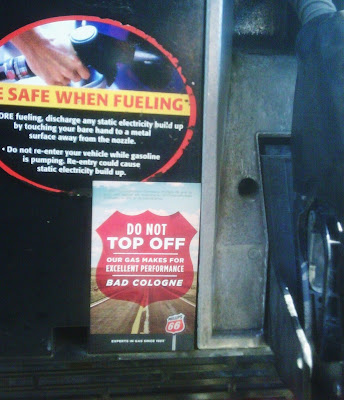 E SAFE WHEN FUELING
ORE fueling, discharge any static electricity build up
by touching your bare hand to a metal
surface away from the nozzle.
• Do not re-enter your vehicle while gasoline
is pumping. Re-entry could cause
static electricity build up.
DO NOT
TOP OFF
OUR GAS MAKES FOR
EXCELLENT PERFORMANCE
BAD COLOGNE
PHILLIPS
66
EXPERTS IN GAS SINCE 1927